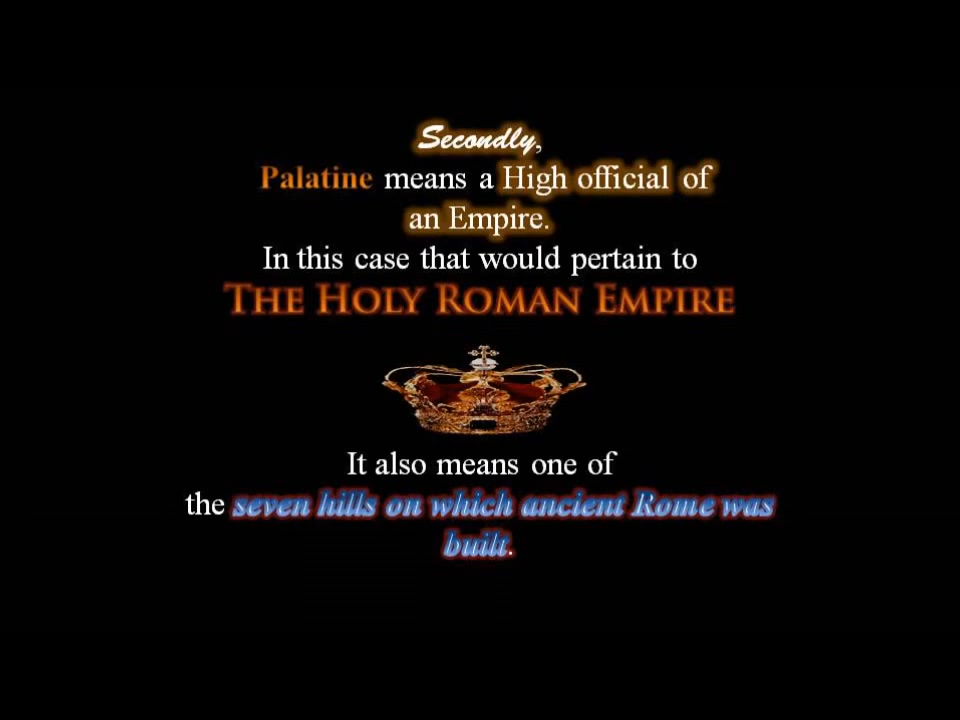 Secondly,
Palatine means a High official of
an Empire.
In this case that would pertain to
THE HOLY ROMAN EMPIRE
It also means one of
the seven hills on which ancient Rome was
built.